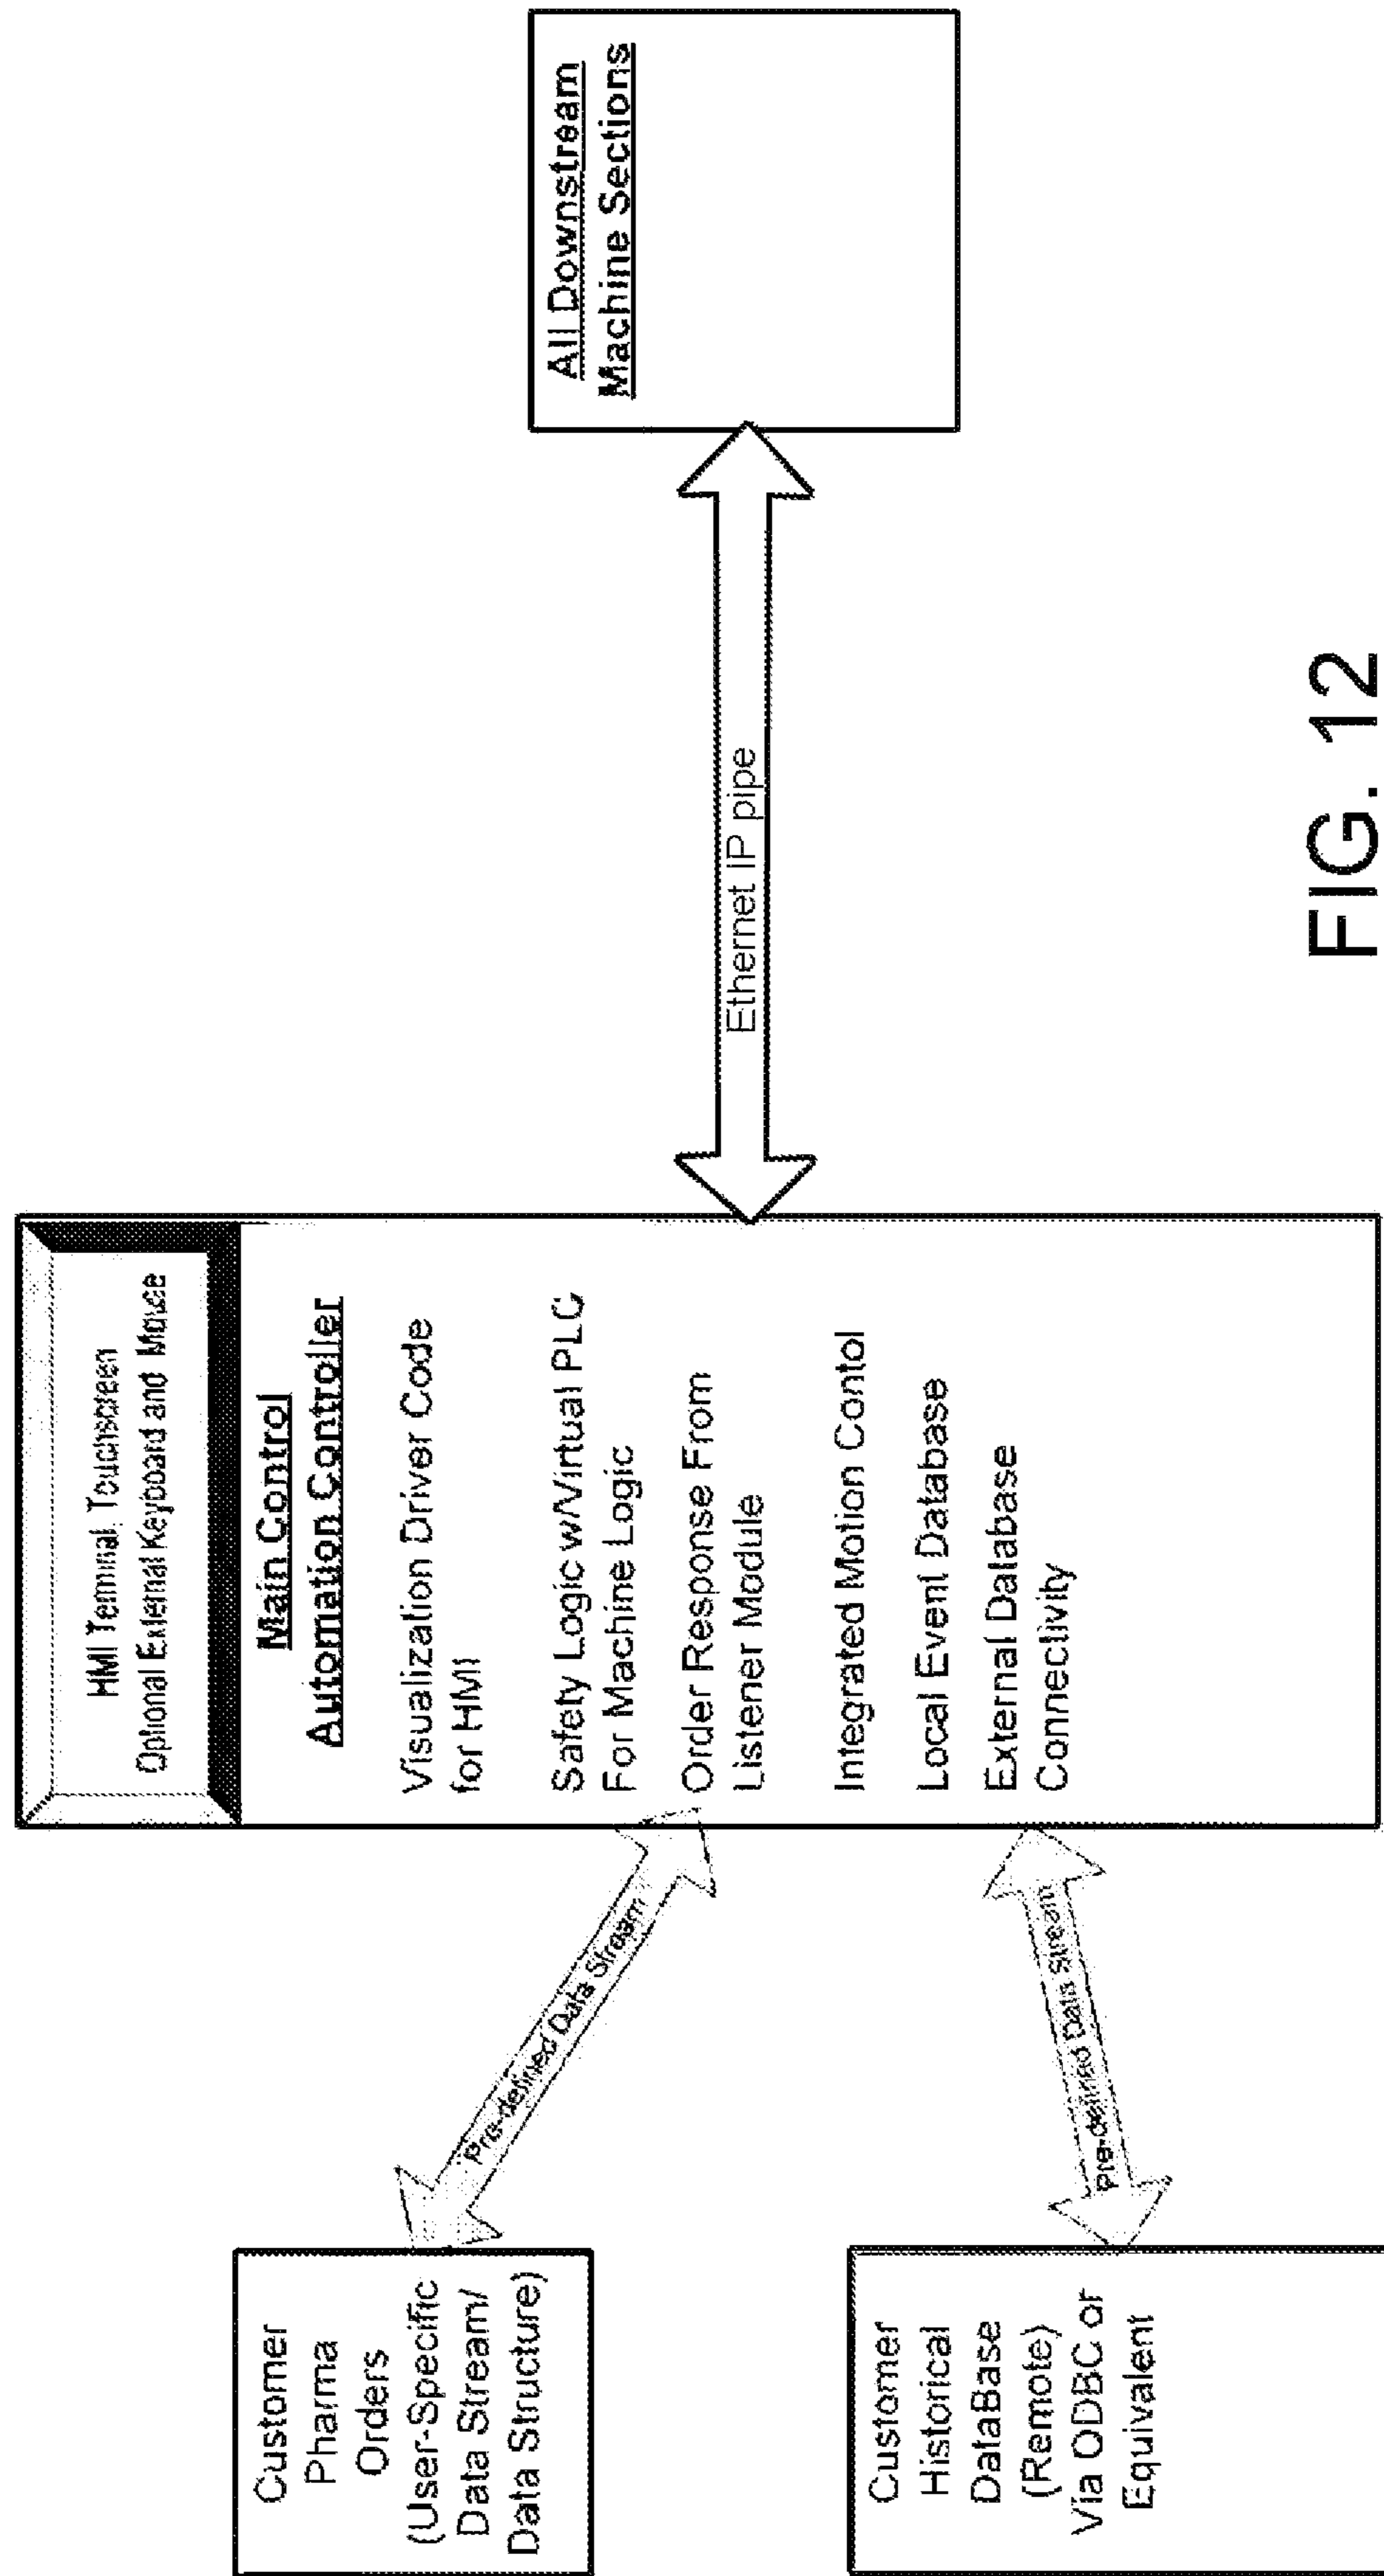 Customer
Pharma
Orders
(User-Specific
Data Stream/
Data Structure)
Customer
Historical
DataBase
(Remote)
Via ODBC or
Equivalent
Pre-defined Data Stream
Pre-defined Data Stream
HMI Terminal, Touchscreen
Optional External Keyboard and Mouse
Main Control
Automation Controller
Visualization Driver Code
for HMI
Safety Logic w/Virtual PLC
For Machine Logic
Order Response From
Listener Module
Integrated Motion Contol
Local Event Database
External Database
Connectivity
Ethernet IP pipe
All Downstream
Machine Sections
FIG. 12